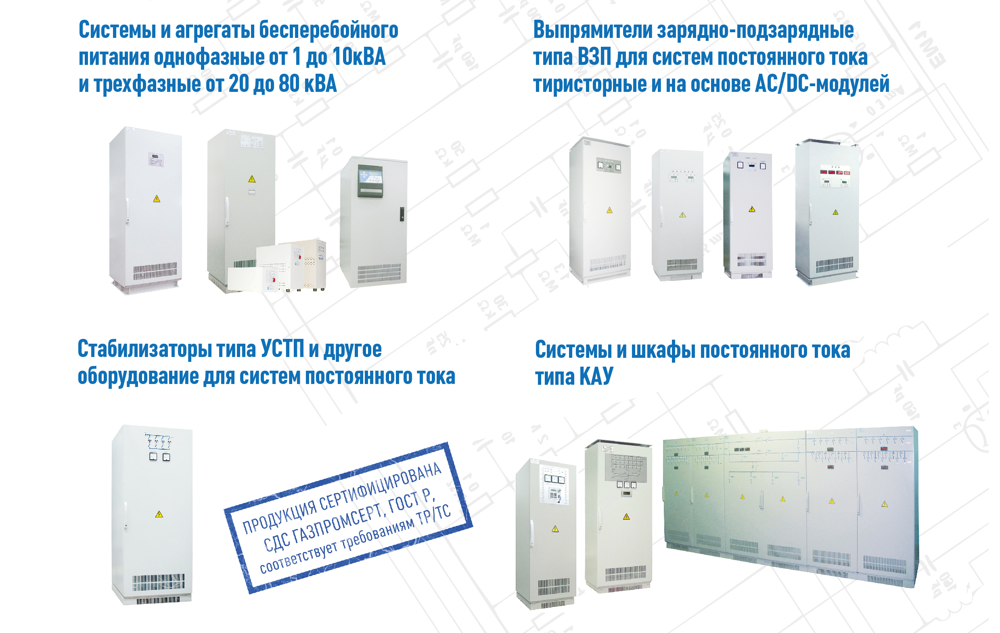 Системы и агрегаты бесперебойного
питания однофазные от 1 до 10кВА
и трехфазные от 20 до 80 кВА
Выпрямители зарядно-подзарядные
типа ВЗП для систем постоянного тока
тиристорные и на основе AC/DC-модулей
Стабилизаторы типа УСТП и другое
оборудование для систем постоянного тока
Системы и шкафы постоянного тока
типа КАУ
ПРОДУКЦИЯ СЕРТИФИЦИРОВАНА
СДС ГАЗПРОМСЕРТ, ГОСТ Р,
соответствует требованиям ТР/ТС